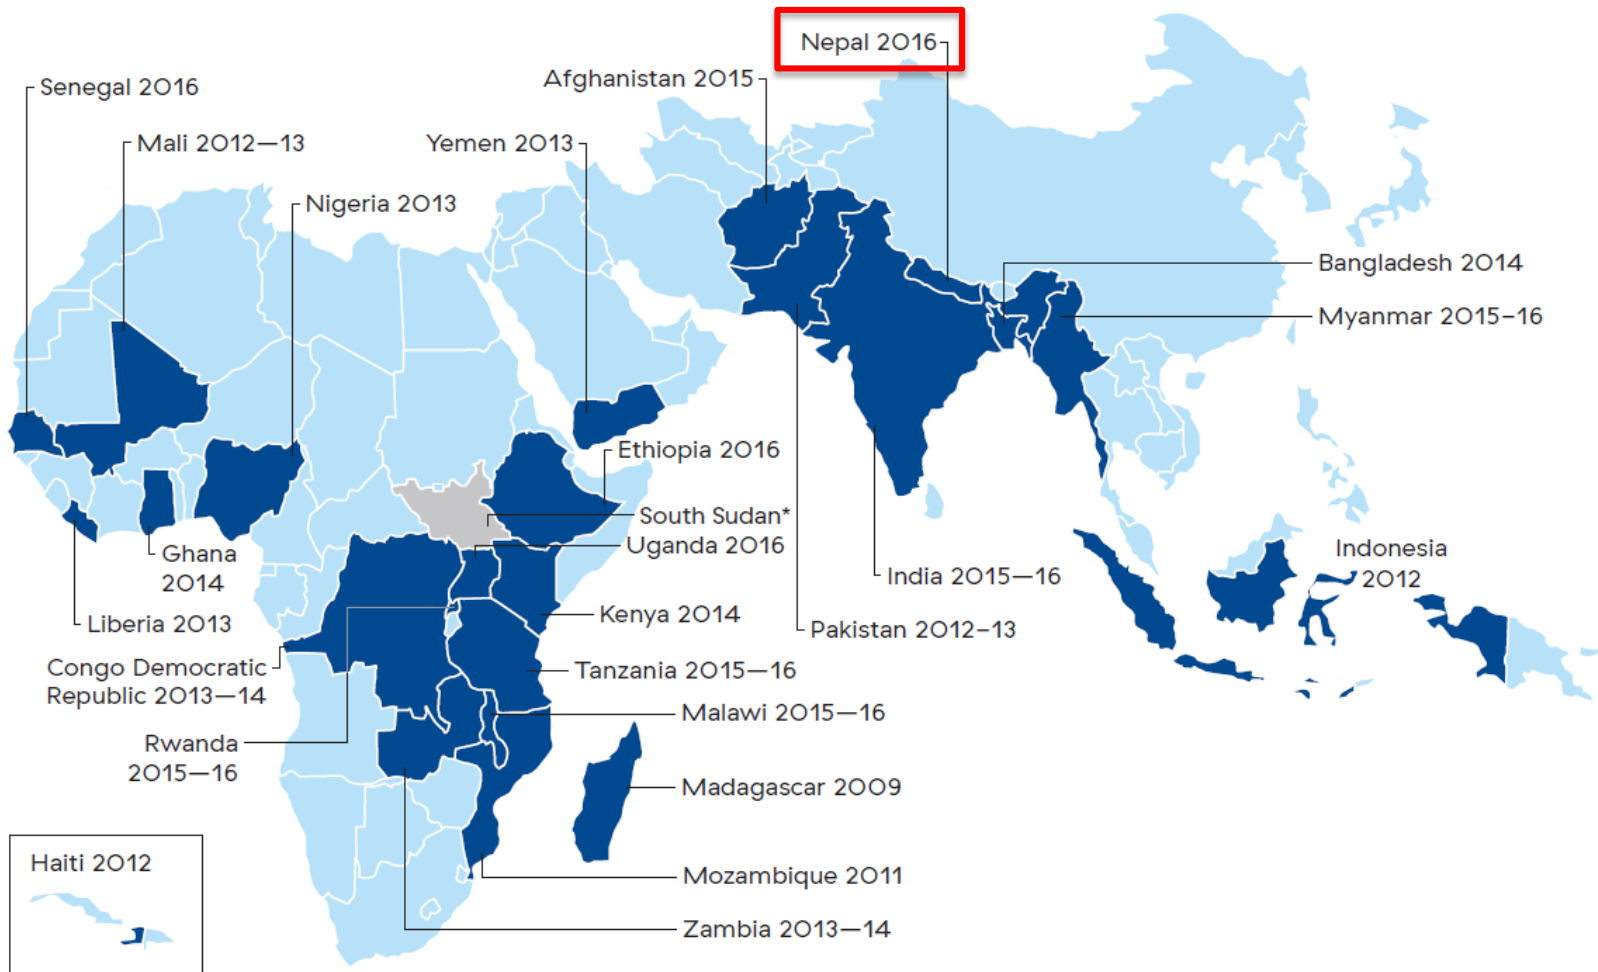 Nepal 2016
Afghanistan 2015
Senegal 2016
Mali 2012—13
Yemen 2013
Nigeria 2013
Bangladesh 2014
Myanmar 2015–16
Ethiopia 2016
South Sudan*
Uganda 2016
Ghana
2014
Indonesia
2012
India 2015—16
Kenya 2014
Liberia 2013
Pakistan 2012–13
Congo Democratic
Republic 2013—14
Tanzania 2015—16
Malawi 2015—16
Rwanda
2015—16
Madagascar 2009
Haiti 2012
Mozambique 2011
Zambia 2013—14